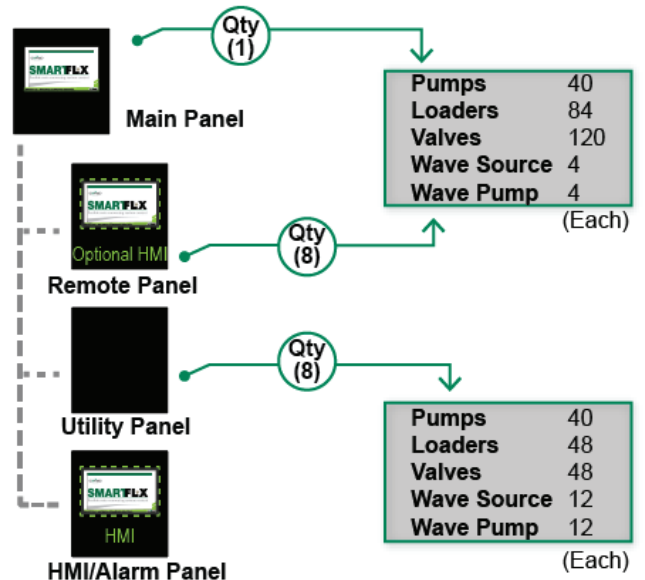 Qty
(1)
SMARTFLX
Main Panel
Pumps 40
Loaders 84
Valves 120
Wave Source 4
Wave Pump 4
(Each)
SMARTFLX
Optional HMI
Remote Panel
Qty
(8)
Utility Panel
Qty
(8)
Pumps 40
Loaders 48
Valves 48
Wave Source 12
Wave Pump 12
(Each)
SMARTFLX
HMI
HMI/Alarm Panel